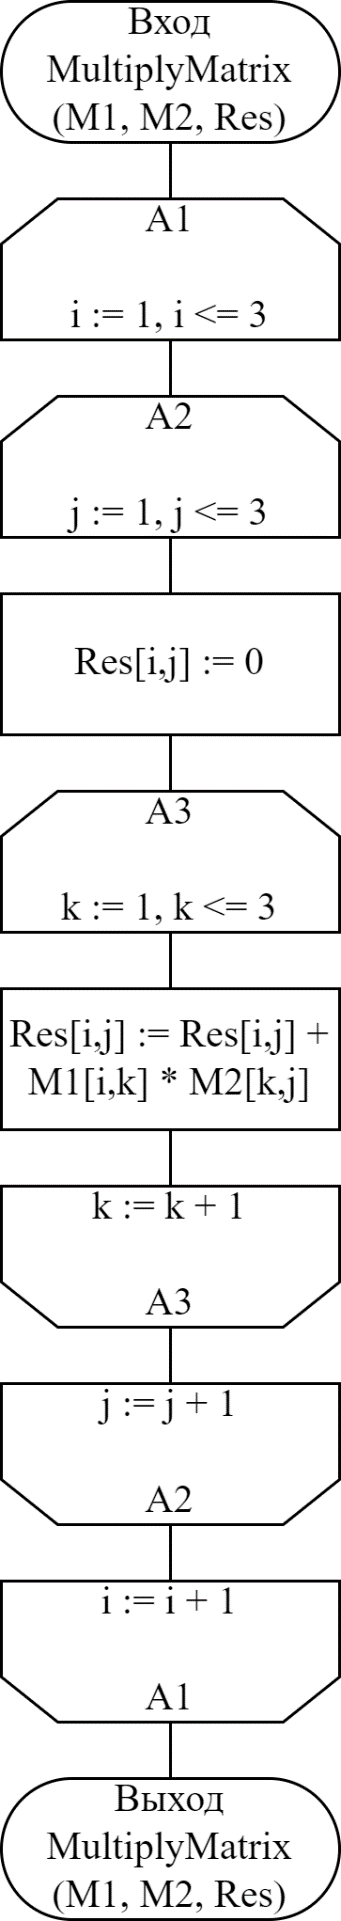 Вход
MultiplyMatrix
(M1, M2, Res)
A1
i := 1, i <= 3
A2
j := 1, j <= 3
Res[i,j] := 0
A3
k := 1, k <= 3
Res[i,j] := Res[i,j] +
M1[i,k] * M2[k,j]
k := k + 1
A3
j := j + 1
A2
i := i + 1
A1
Выход
MultiplyMatrix
(M1, M2, Res)